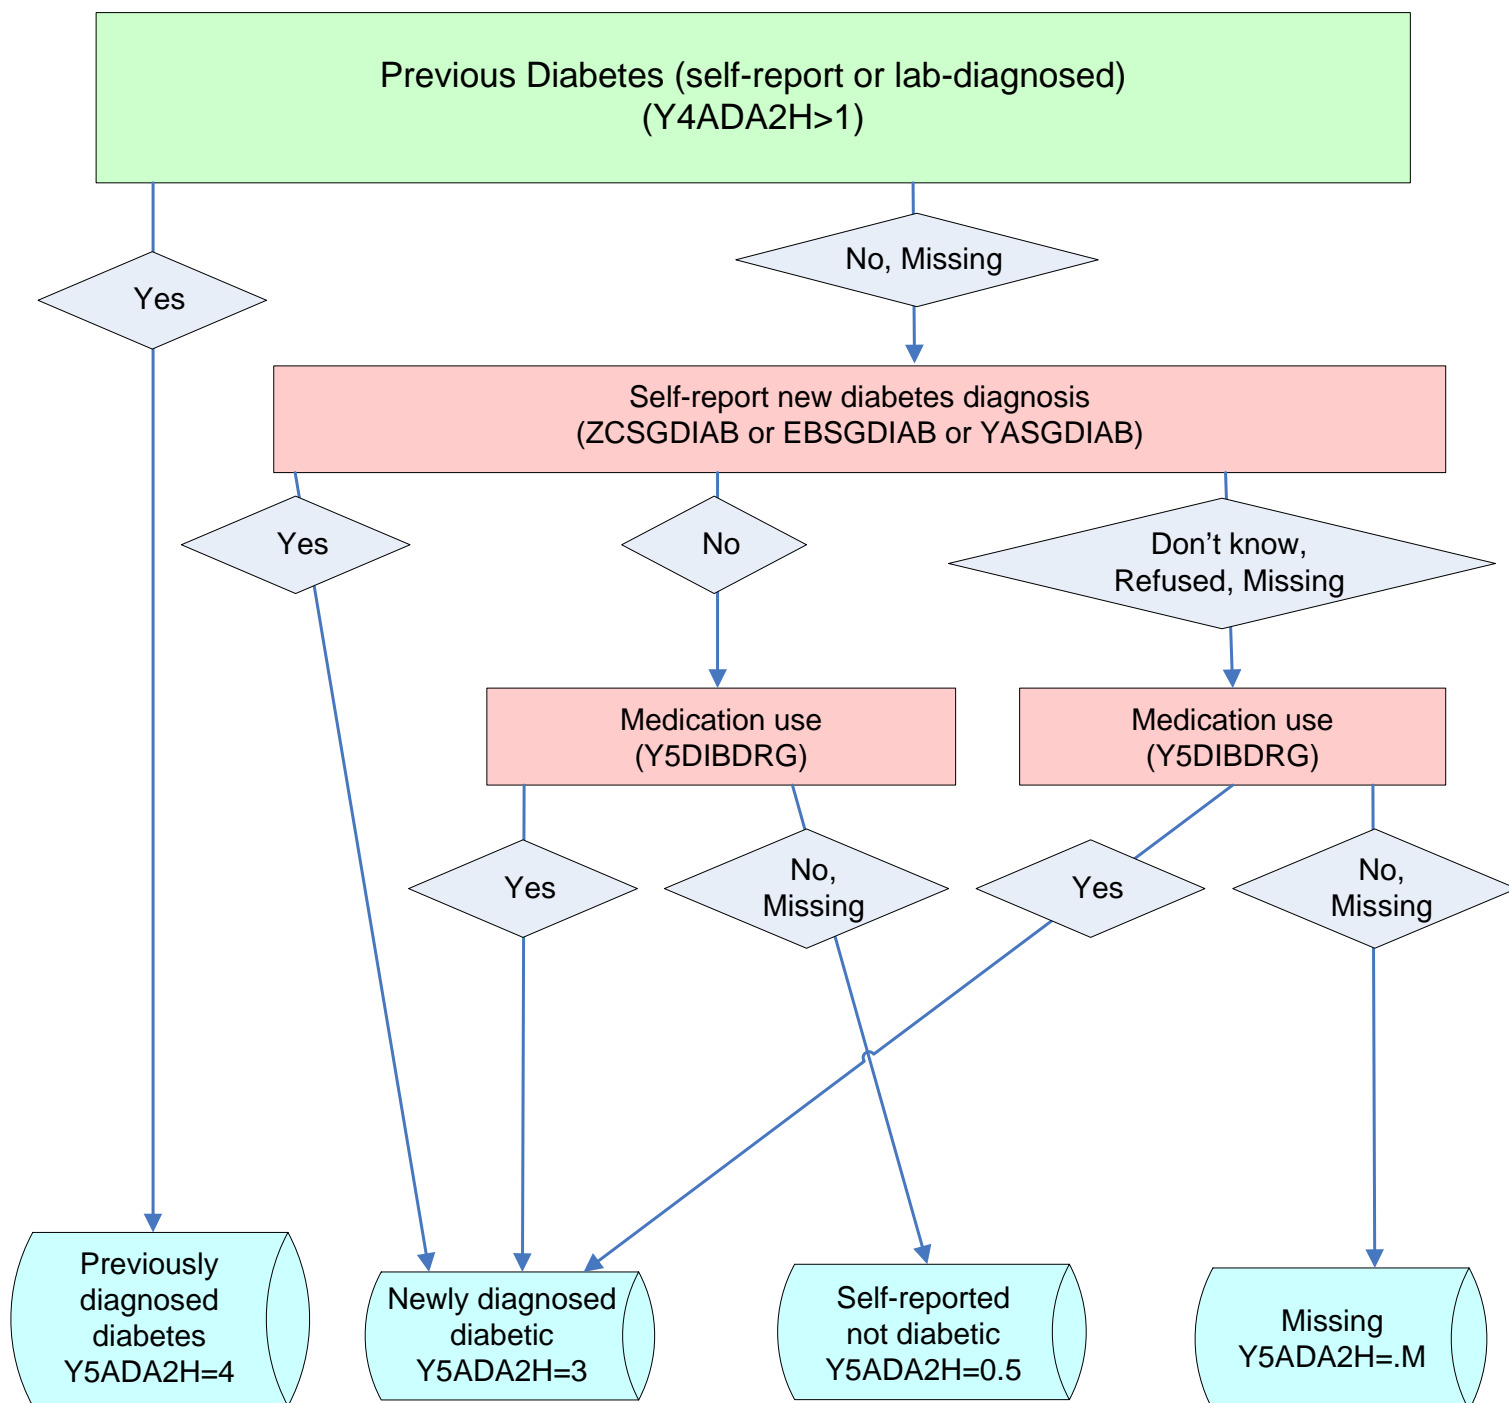 Previous Diabetes (self-report or lab-diagnosed)
(Y4ADA2H>1)
Yes
No, Missing
Self-report new diabetes diagnosis
(ZCSGDIAB or EBSGDIAB or YASGDIAB)
Yes
No
Don't know,
Refused, Missing
Medication use
(Y5DIBDRG)
Medication use
(Y5DIBDRG)
Yes
No,
Missing
Yes
No,
Missing
Previously
diagnosed
diabetes
Y5ADA2H=4
Newly diagnosed
diabetic
Y5ADA2H=3
Self-reported
not diabetic
Y5ADA2H=0.5
Missing
Y5ADA2H=.M